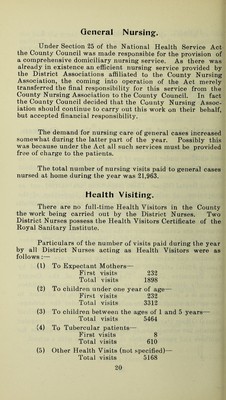 General Nursing.
Under Section 25 of the National Health Service Act
the County Council was made responsible for the provision of
a comprehensive domiciliary nursing service. As there was
already in existence an efficient nursing service provided by
the District Associations affiliated to the County Nursing
Association, the coming into operation of the Act merely
transferred the final responsibility for this service from the
County Nursing Association to the County Council. In fact
the County Council decided that the County Nursing Assoc-
iation should continue to carry out this work on their behalf,
but accepted financial responsibility.
The demand for nursing care of general cases increased
somewhat during the latter part of the year. Possibly this
was because under the Act all such services must be provided
free of charge to the patients.
The total number of nursing visits paid to general cases
nursed at home during the year was 21,963.
Health Visiting.
There are no full-time Health Visitors in the County
the work being carried out by the District Nurses. Two
District Nurses possess the Health Visitors Certificate of the
Royal Sanitary Institute.
Particulars of the number of visits paid during the year
by all District Nurses acting as Health Visitors were as
follows :—
(1) To Expectant Mothers—
First visits 232
Total visits 1898
(2) To children under one year of age—
First visits 232
Total visits 3312
(3) To children between the ages of 1 and 5 years—
Total visits 5464
(4) To Tubercular patients—
First visits 8
Total visits 610
(5) Other Health Visits (not specified)—
Total visits 5168
20